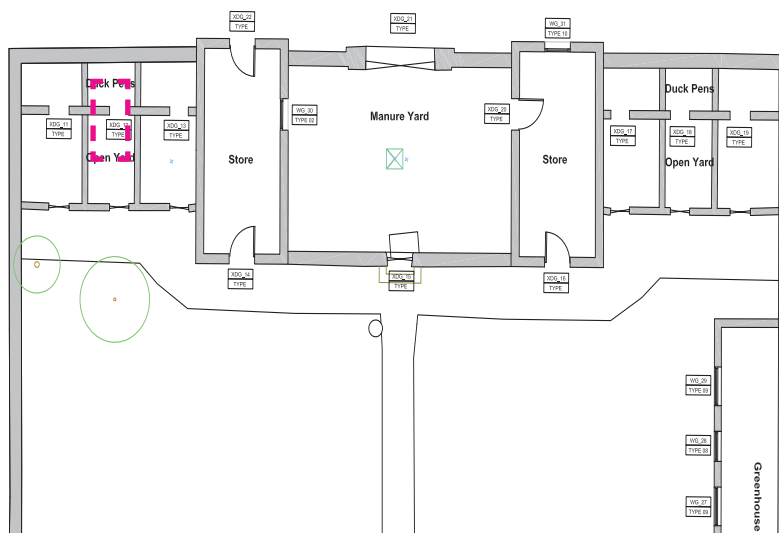 XDG_22
TYPE
XDG_21
TYPE
WG_31
TYPE 10
Duck Pens
Duck Pens
WG_30
TYPE 02
Manure Yard
XDG_20
TYPE
XDG_11
TYPE
XDG_12
TYPE
XDG_13
TYPE
XDG_17
TYPE
XDG_18
TYPE
XDG_19
TYPE
Open Yard
Store
Store
Open Yard
XDG_14
TYPE
XDG_15
TYPE
XDG_16
TYPE
WG_29
TYPE 09
WG_28
TYPE 08
WG_27
TYPE 09
Greenhouse